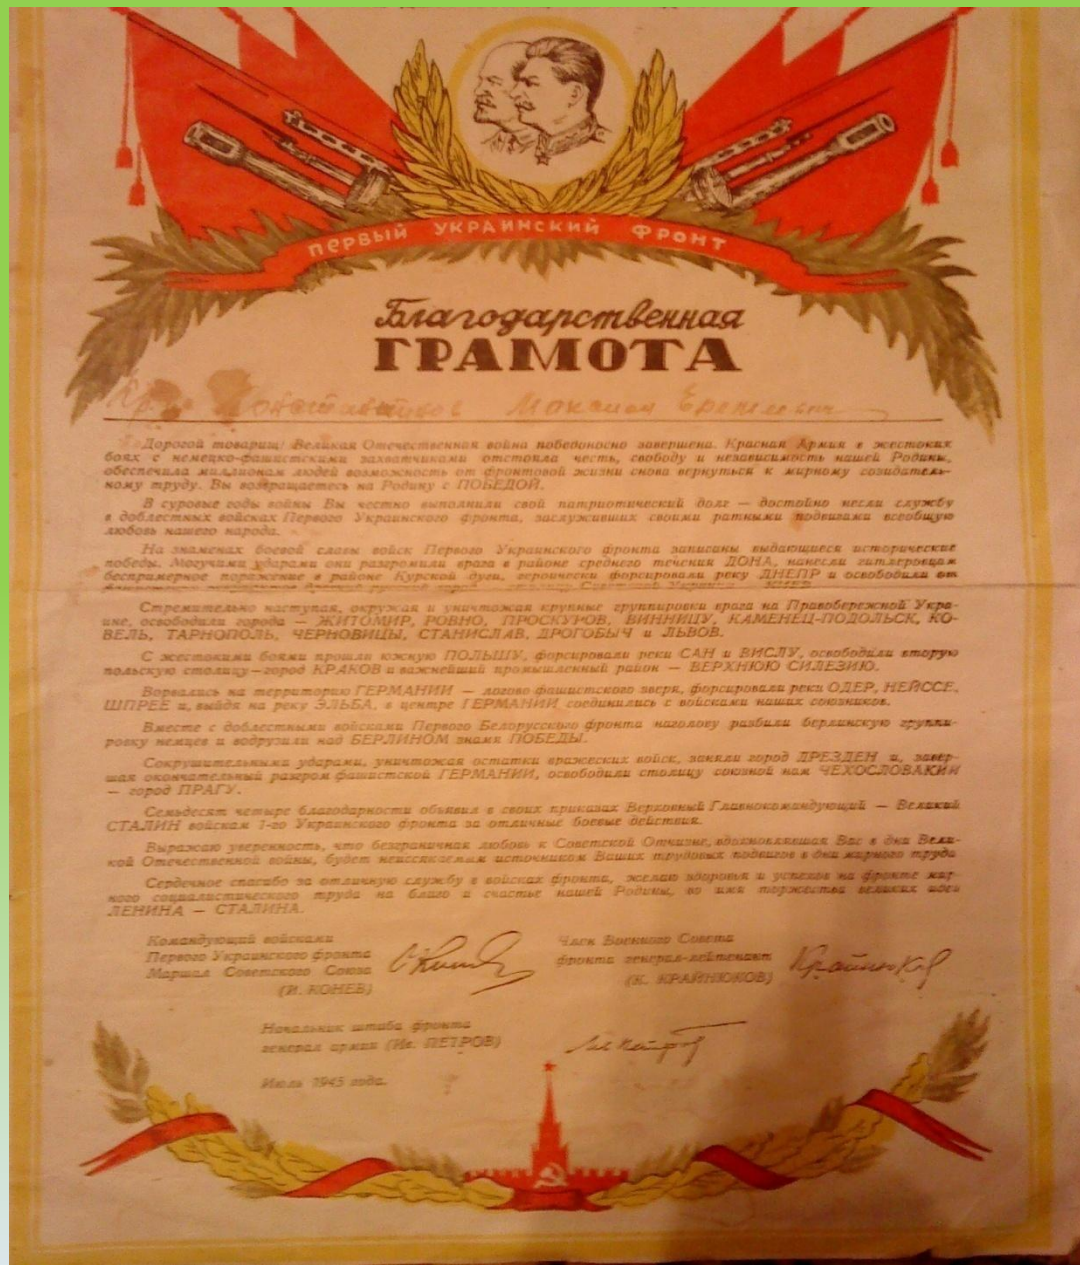 ПЕРВЫЙ УКРАИНСКИЙ ФРОНТ
Благодарственная
ГРАМОТА
Дорогой товарищ! Великая Отечественная война победоносно завершена. Красная Армия в жестоких
боях с немецко-фашистскими захватчиками отстояла честь, свободу и независимость нашей Родины,
обеспечила миллионам людей возможность от фронтовой жизни снова вернуться к мирному созидатель-
ному труду. Вы возвращаетесь на Родину с ПОБЕДОЙ.
В суровые годы войны Вы честно выполнили свой патриотический долг — достойно несли службу
в доблестных войсках Первого Украинского фронта, заслуживших своими ратными подвигами всеобщую
любовь нашего народа.
На знаменах боевой славы войск Первого Украинского фронта записаны выдающиеся исторические
победы. Могучими ударами они разгромили врага в районе среднего течения ДОНА, нанесли гитлеровцам
беспримерное поражение в районе Курской дуги, героически форсировали реку ДНЕПР и освободили от
Стремительно наступая, окружая и уничтожая крупные группировки врага на Правобережной Укра-
ине, освободили города — ЖИТОМИР, РОВНО, ПРОСКУРОВ, ВИННИЦУ, КАМЕНЕЦ-ПОДОЛЬСК, КО-
ВЕЛЬ, ТАРНОПОЛЬ, ЧЕРНОВИЦЫ, СТАНИСЛАВ, ДРОГОБЫЧ и ЛЬВОВ.
С жестокими боями прошли южную ПОЛЬШУ, форсировали реки САН и ВИСЛУ, освободили вторую
польскую столицу—город КРАКОВ и важнейший промышленный район — ВЕРХНЮЮ СИЛЕЗИЮ.
Ворвались на территорию ГЕРМАНИИ — логово фашистского зверя, форсировали реки ОДЕР, НЕЙССЕ,
ШПРЕЕ и, выйдя на реку ЭЛЬБА, в центре ГЕРМАНИИ соединились с войсками наших союзников.
Вместе с доблестными войсками Первого Белорусского фронта наголову разбили берлинскую группи-
ровку немцев и водрузили над БЕРЛИНОМ знамя ПОБЕДЫ.
Сокрушительными ударами, уничтожая остатки вражеских войск, заняли город ДРЕЗДЕН и, завер-
шая окончательный разгром фашистской ГЕРМАНИИ, освободили столицу союзной нам ЧЕХОСЛОВАКИИ
— город ПРАГУ.
Семьдесят четыре благодарности объявил в своих приказах Верховный Главнокомандующий — Великий
СТАЛИН войскам 1-го Украинского фронта за отличные боевые действия.
Выражаю уверенность, что безграничная любовь к Советской Отчизне, вдохновлявшая Вас в дни Вели-
кой Отечественной войны, будет неиссякаемым источником Ваших трудовых подвигов в дни мирного труда
Сердечное спасибо за отличную службу в войсках фронта, желаю здоровья и успехов на фронте мир-
ного социалистического труда на благо и счастье нашей Родины, во имя торжества великих идей
ЛЕНИНА — СТАЛИНА.
Командующий войсками
Первого Украинского фронта
Маршал Советского Союза
(И. КОНЕВ)
Член Военного Совета
фронта генерал-лейтенант
(К. КРАЙНЮКОВ)
Крайнюков
Начальник штаба фронта
генерал армии (Ив. ПЕТРОВ)
Июль 1945 года.